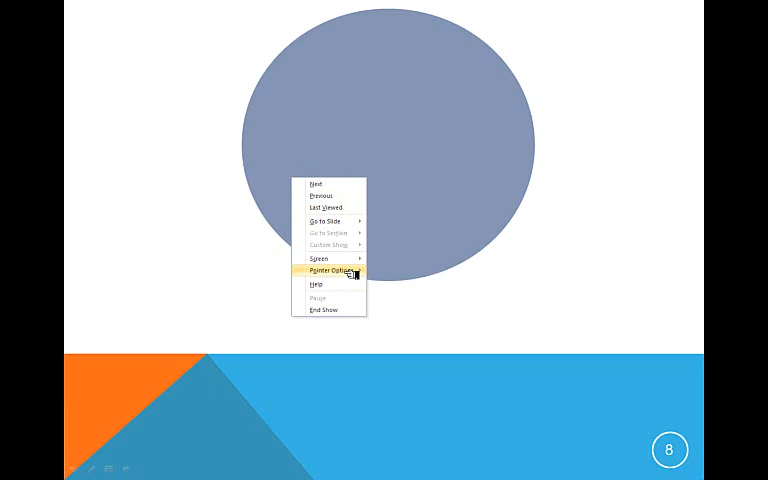 Next
Previous
Last Viewed
Go to Slide
Go to Section
Custom Show
Screen
Pointer Options
Help
Pause
End Show
8